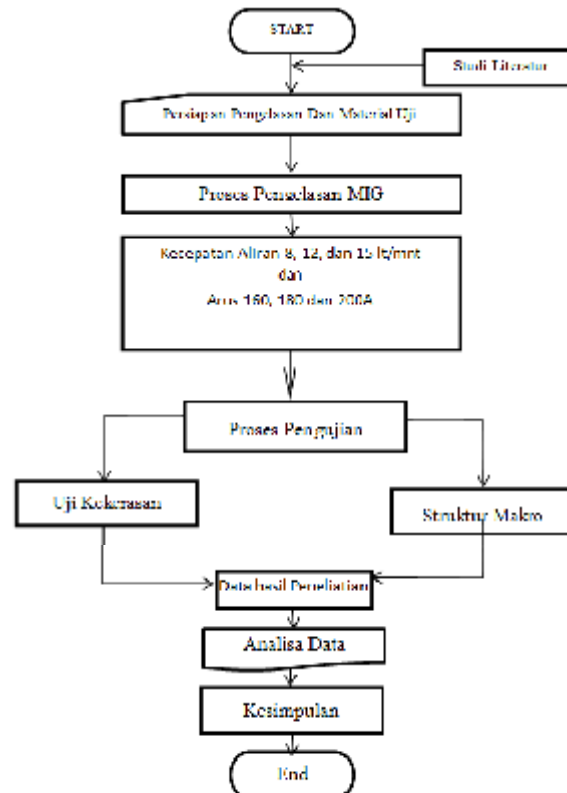 START
Studi Literatur
Persiapan Pengelasan Dan Material Uji
Proses Pengelasan MIG
Kecepatan Aliran 8, 12, dan 15 lt/mnt
dan
Arus 160, 180 dan 200A
Proses Pengujian
Uji Kekerasan
Struktur Makro
Data hasil Peneliatian
Analisa Data
Kesimpulan
End